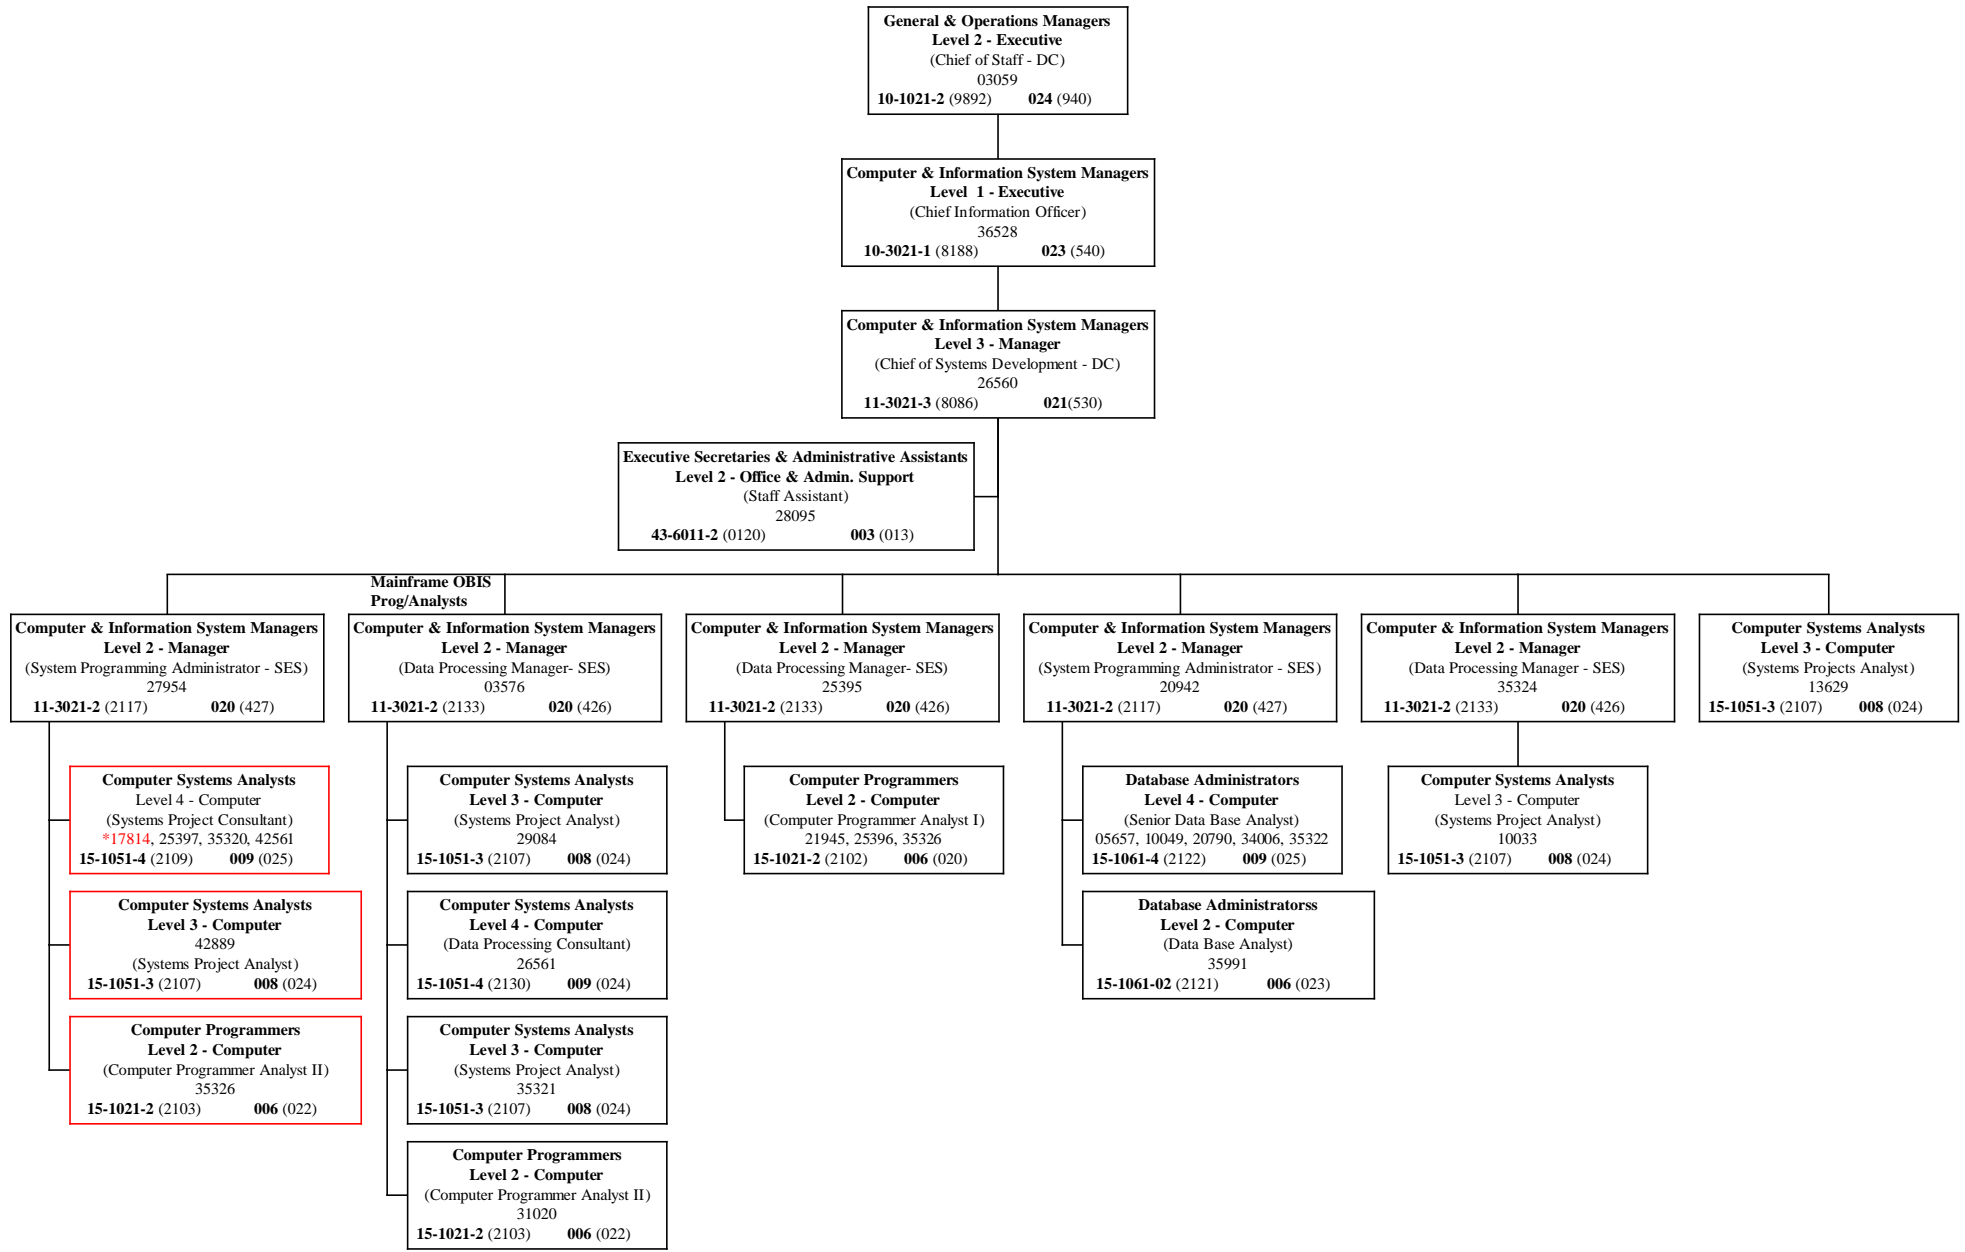 General & Operations Managers
Level 2 - Executive
(Chief of Staff - DC)
03059
10-1021-2 (9892) 024 (940)
Computer & Information System Managers
Level 1 - Executive
(Chief Information Officer)
36528
10-3021-1 (8188) 023 (540)
Computer & Information System Managers
Level 3 - Manager
(Chief of Systems Development - DC)
26560
11-3021-3 (8086) 021(530)
Executive Secretaries & Administrative Assistants
Level 2 - Office & Admin. Support
(Staff Assistant)
28095
43-6011-2 (0120) 003 (013)
Mainframe OBIS
Prog/Analysts
Computer & Information System Managers
Level 2 - Manager
(System Programming Administrator - SES)
27954
11-3021-2 (2117) 020 (427)
Computer & Information System Managers
Level 2 - Manager
(Data Processing Manager- SES)
03576
11-3021-2 (2133) 020 (426)
Computer & Information System Managers
Level 2 - Manager
(Data Processing Manager- SES)
25395
11-3021-2 (2133) 020 (426)
Computer & Information System Managers
Level 2 - Manager
(System Programming Administrator - SES)
20942
11-3021-2 (2117) 020 (427)
Computer & Information System Managers
Level 2 - Manager
(Data Processing Manager - SES)
35324
11-3021-2 (2133) 020 (426)
Computer Systems Analysts
Level 3 - Computer
(Systems Projects Analyst)
13629
15-1051-3 (2107) 008 (024)
Computer Systems Analysts
Level 4 - Computer
(Systems Project Consultant)
*17814, 25397, 35320, 42561
15-1051-4 (2109) 009 (025)
Computer Systems Analysts
Level 3 - Computer
42889
(Systems Project Analyst)
15-1051-3 (2107) 008 (024)
Computer Programmers
Level 2 - Computer
(Computer Programmer Analyst II)
35326
15-1021-2 (2103) 006 (022)
Computer Systems Analysts
Level 3 - Computer
(Systems Project Analyst)
29084
15-1051-3 (2107) 008 (024)
Computer Systems Analysts
Level 4 - Computer
(Data Processing Consultant)
26561
15-1051-4 (2130) 009 (024)
Computer Systems Analysts
Level 3 - Computer
(Systems Project Analyst)
35321
15-1051-3 (2107) 008 (024)
Computer Programmers
Level 2 - Computer
(Computer Programmer Analyst II)
31020
15-1021-2 (2103) 006 (022)
Computer Programmers
Level 2 - Computer
(Computer Programmer Analyst I)
21945, 25396, 35326
15-1021-2 (2102) 006 (020)
Database Administrators
Level 4 - Computer
(Senior Data Base Analyst)
05657, 10049, 20790, 34006, 35322
15-1061-4 (2122) 009 (025)
Database Administratorss
Level 2 - Computer
(Data Base Analyst)
35991
15-1061-02 (2121) 006 (023)
Computer Systems Analysts
Level 3 - Computer
(Systems Project Analyst)
10033
15-1051-3 (2107) 008 (024)